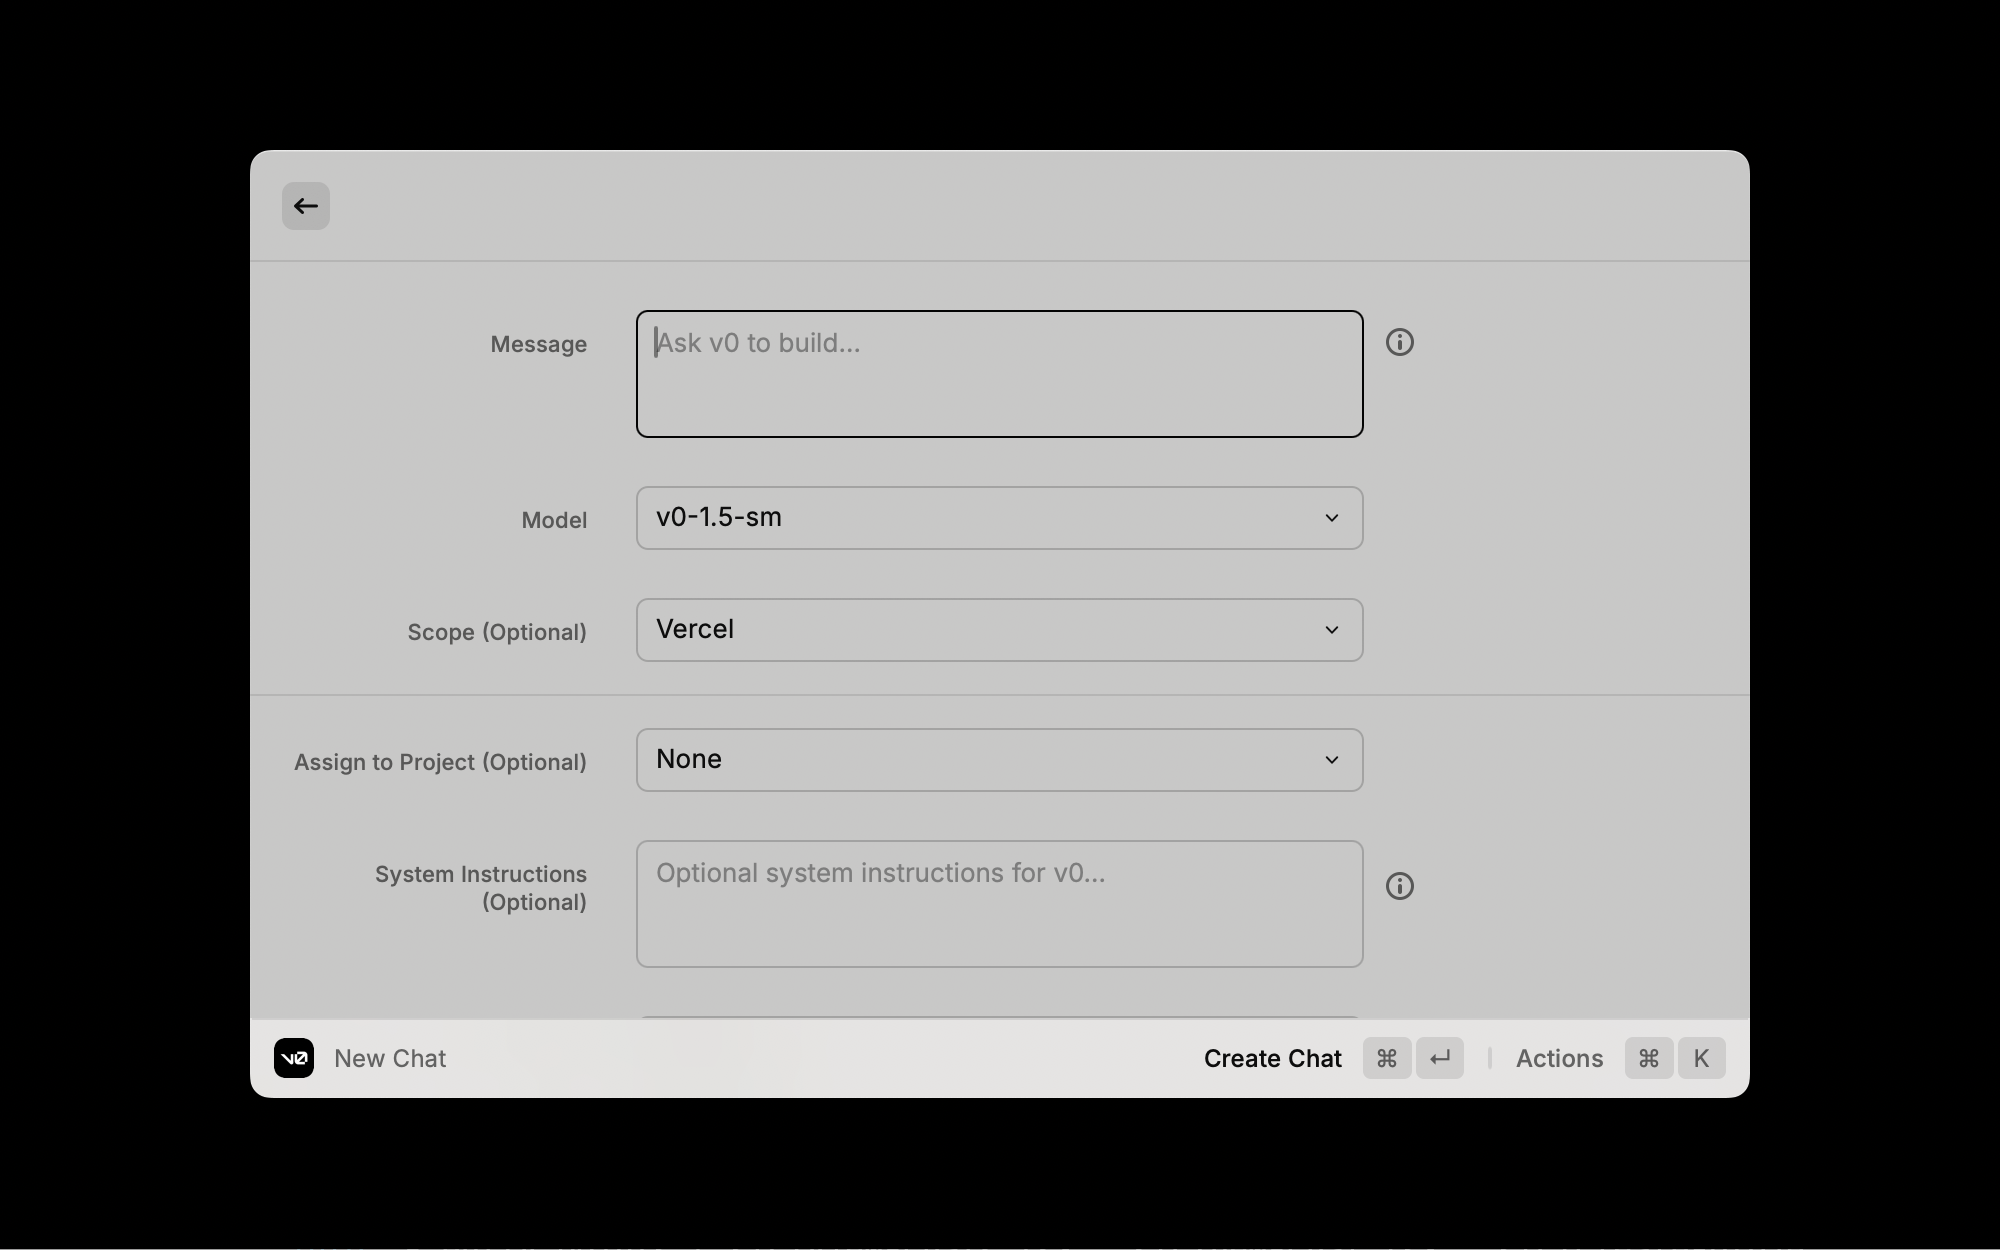 Message
Ask v0 to build...
Model
v0-1.5-sm
Scope (Optional)
Vercel
Assign to Project (Optional)
None
System Instructions
(Optional)
Optional system instructions for v0...
v0
New Chat
Create Chat ⌘ ↵
Actions ⌘ K